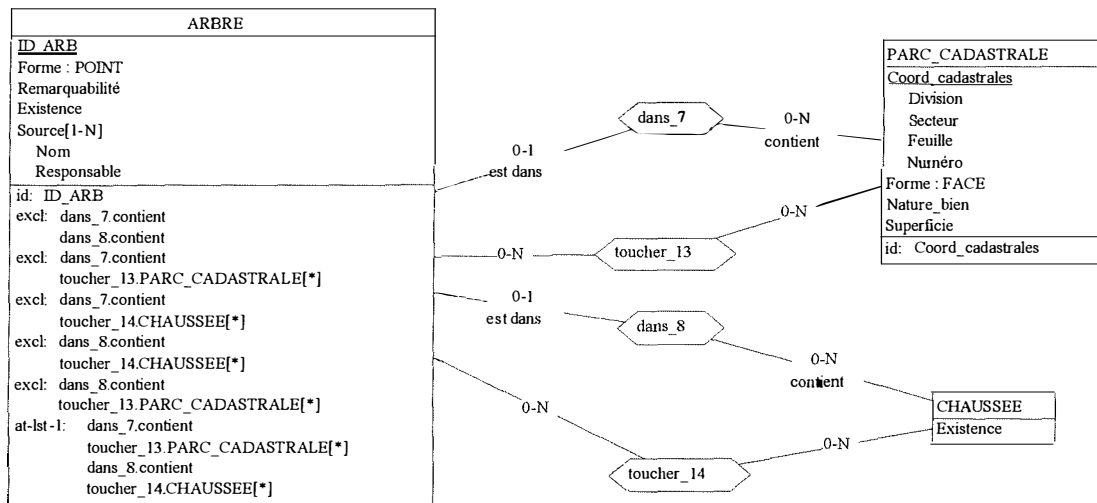 ARBRE
ID_ARB
Forme : POINT
Remarquabilité
Existence
Source[1-N]
Nom
Responsable
id: ID_ARB
excl: dans_7.contient
dans_8.contient
excl: dans_7.contient
toucher_13.PARC_CADASTRALE[*]
excl: dans_7.contient
toucher_14.CHAUSSEE[*]
excl: dans_8.contient
toucher_14.CHAUSSEE[*]
excl: dans_8.contient
toucher_13.PARC_CADASTRALE[*]
at-lst-1: dans_7.contient
toucher_13.PARC_CADASTRALE[*]
dans_8.contient
toucher_14.CHAUSSEE[*]
0-1
est dans
dans_7
0-N
contient
0-N
toucher_13
0-N
0-1
est dans
dans_8
0-N
contient
0-N
toucher_14
0-N
PARC_CADASTRALE
Coord_cadastrales
Division
Secteur
Feuille
Numéro
Forme : FACE
Nature_bien
Superficie
id: Coord_cadastrales
CHAUSSEE
Existence